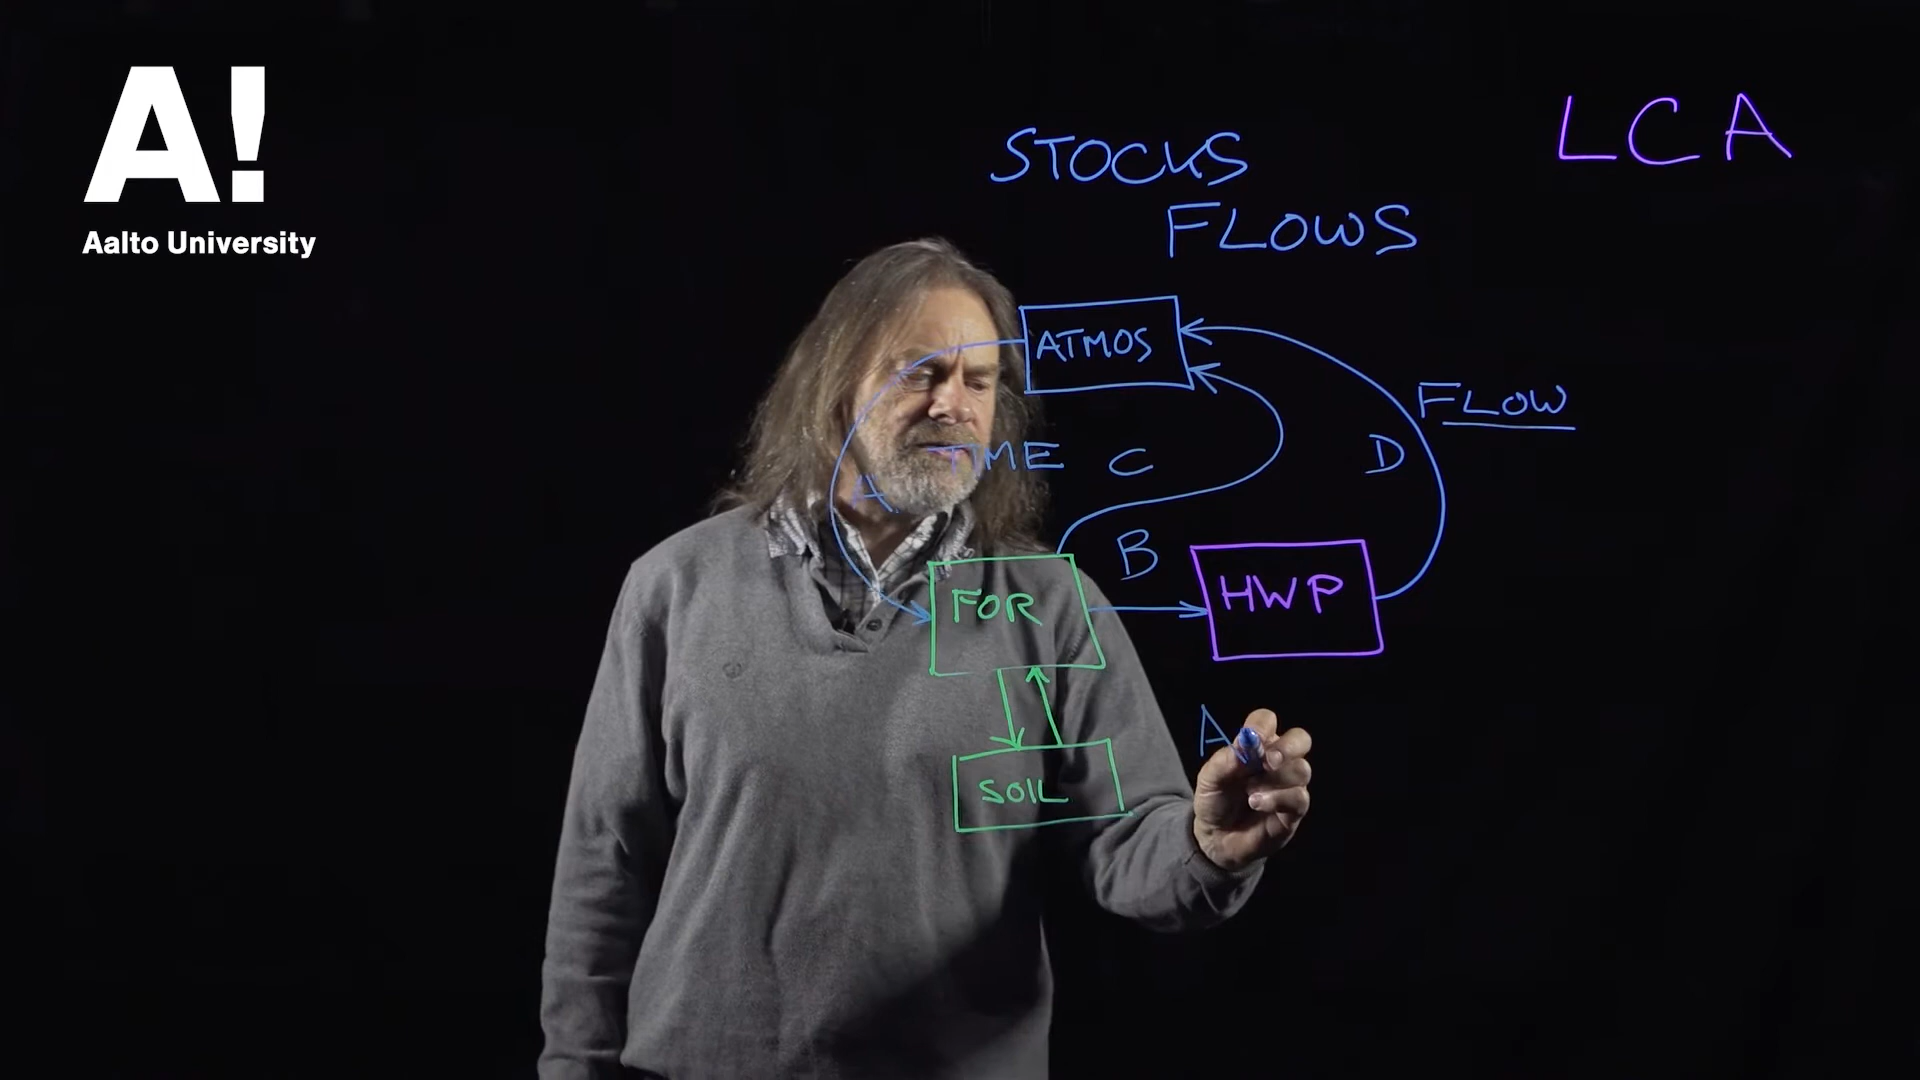 A!
Aalto University
LCA
STOCKS
FLOWS
ATMOS
FLOW
TIME
C
D
A
B
FOR
HWP
A
SOIL